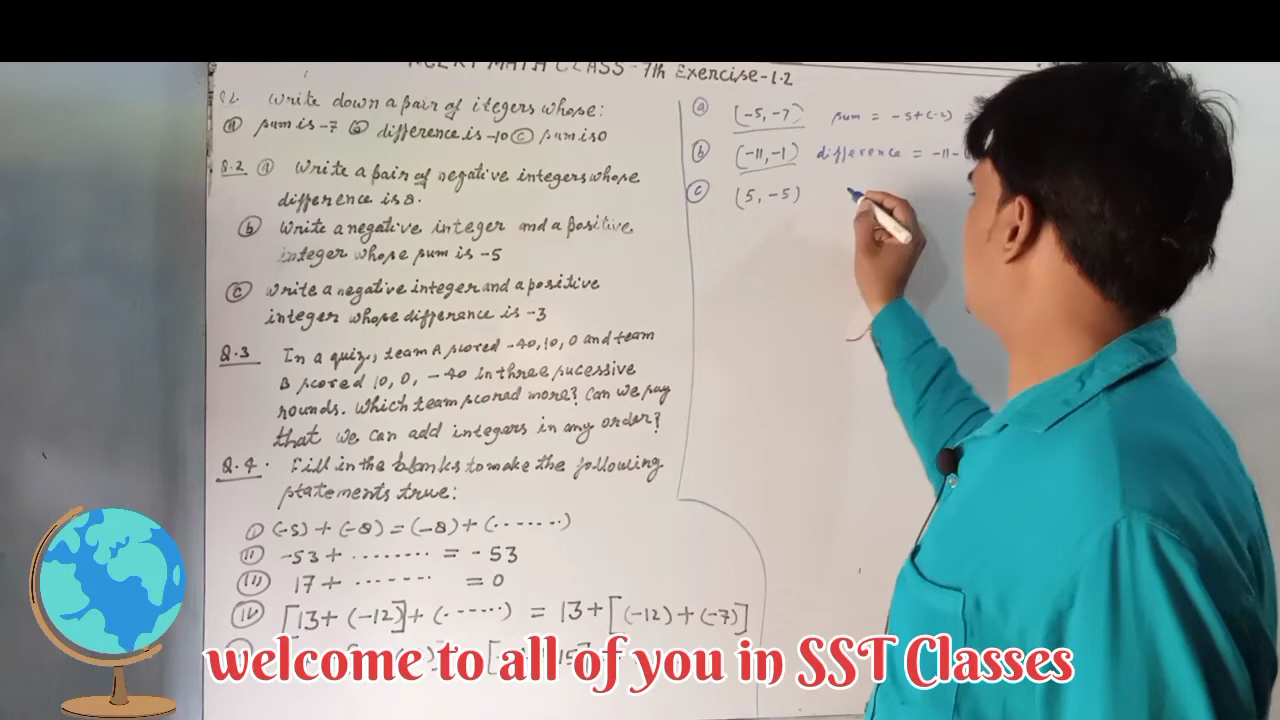 NCERT MATH CLASS-7th Exercise-1.2
Q.1 Write down a pair of itegers whose:
(a) sum is -7 (b) difference is -10 (c) sum is 0
Q.2 (a) Write a pair of negative integers whose
difference is 8.
(b) Write a negative integer and a positive
integer whose sum is -5
(c) Write a negative integer and a positive
integer whose difference is -3
Q.3 In a quiz, team A scored -40, 10, 0 and team
B scored 10, 0, -40 in three sucessive
rounds. Which team scored more? Can we say
that we can add integers in any order?
Q.4. Fill in the blanks to make the following
statements true:
(i) (-5) + (-8) = (-8) + (.......)
(ii) -53 + ........ = -53
(iii) 17 + ....... = 0
(iv) [13 + (-12)] + (......) = 13 + [(-12) + (-7)]
(a) (-5, -7) sum = -5+(-2) =
(b) (-11, -1) difference = -11-
(c) (5, -5)
welcome to all of you in SST Classes